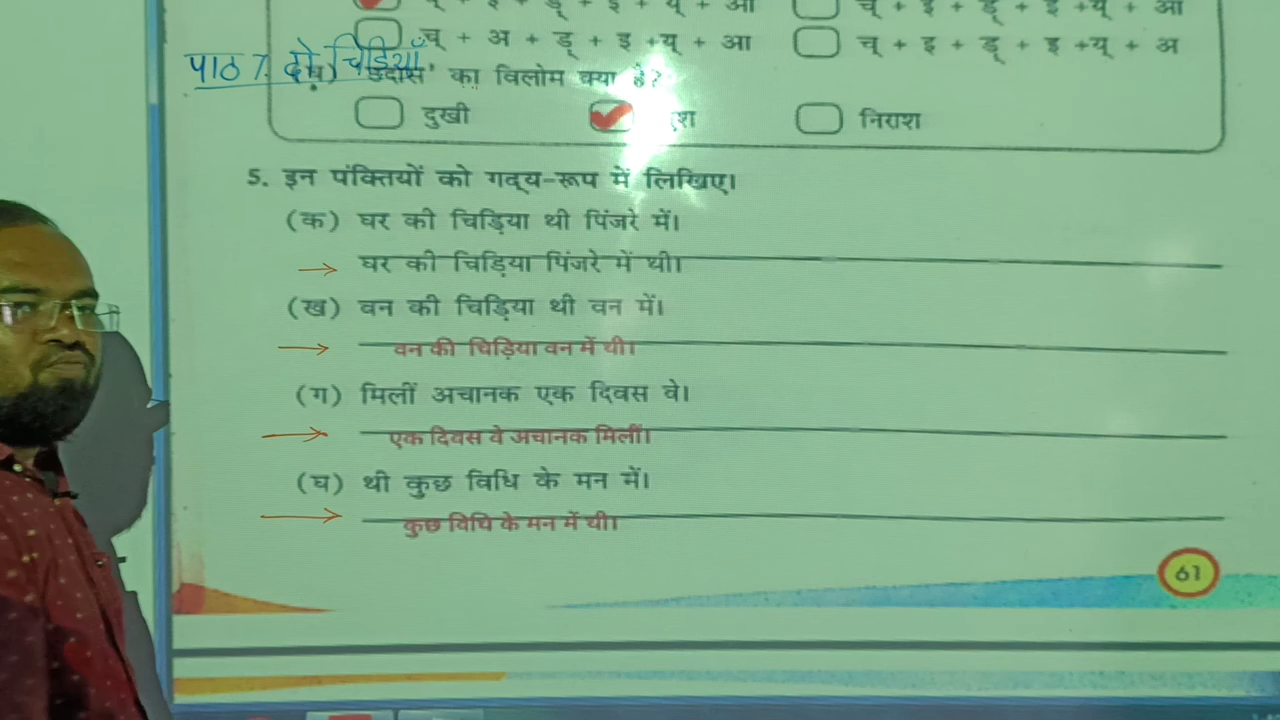 च् + अ + ड़् + इ +य् + आ च् + इ + ड़् + इ +य् + अ
पाठ 7. दो चिड़ियाँ
का विलोम क्या है?
दुखी निराश
5. इन पंक्तियों को गद्य-रूप में लिखिए।
(क) घर की चिड़िया थी पिंजरे में।
घर की चिड़िया पिंजरे में थी।
(ख) वन की चिड़िया थी वन में।
वन की चिड़िया वन में थी।
(ग) मिलीं अचानक एक दिवस वे।
एक दिवस वे अचानक मिलीं।
(घ) थी कुछ विधि के मन में।
कुछ विधि के मन में थी।
61